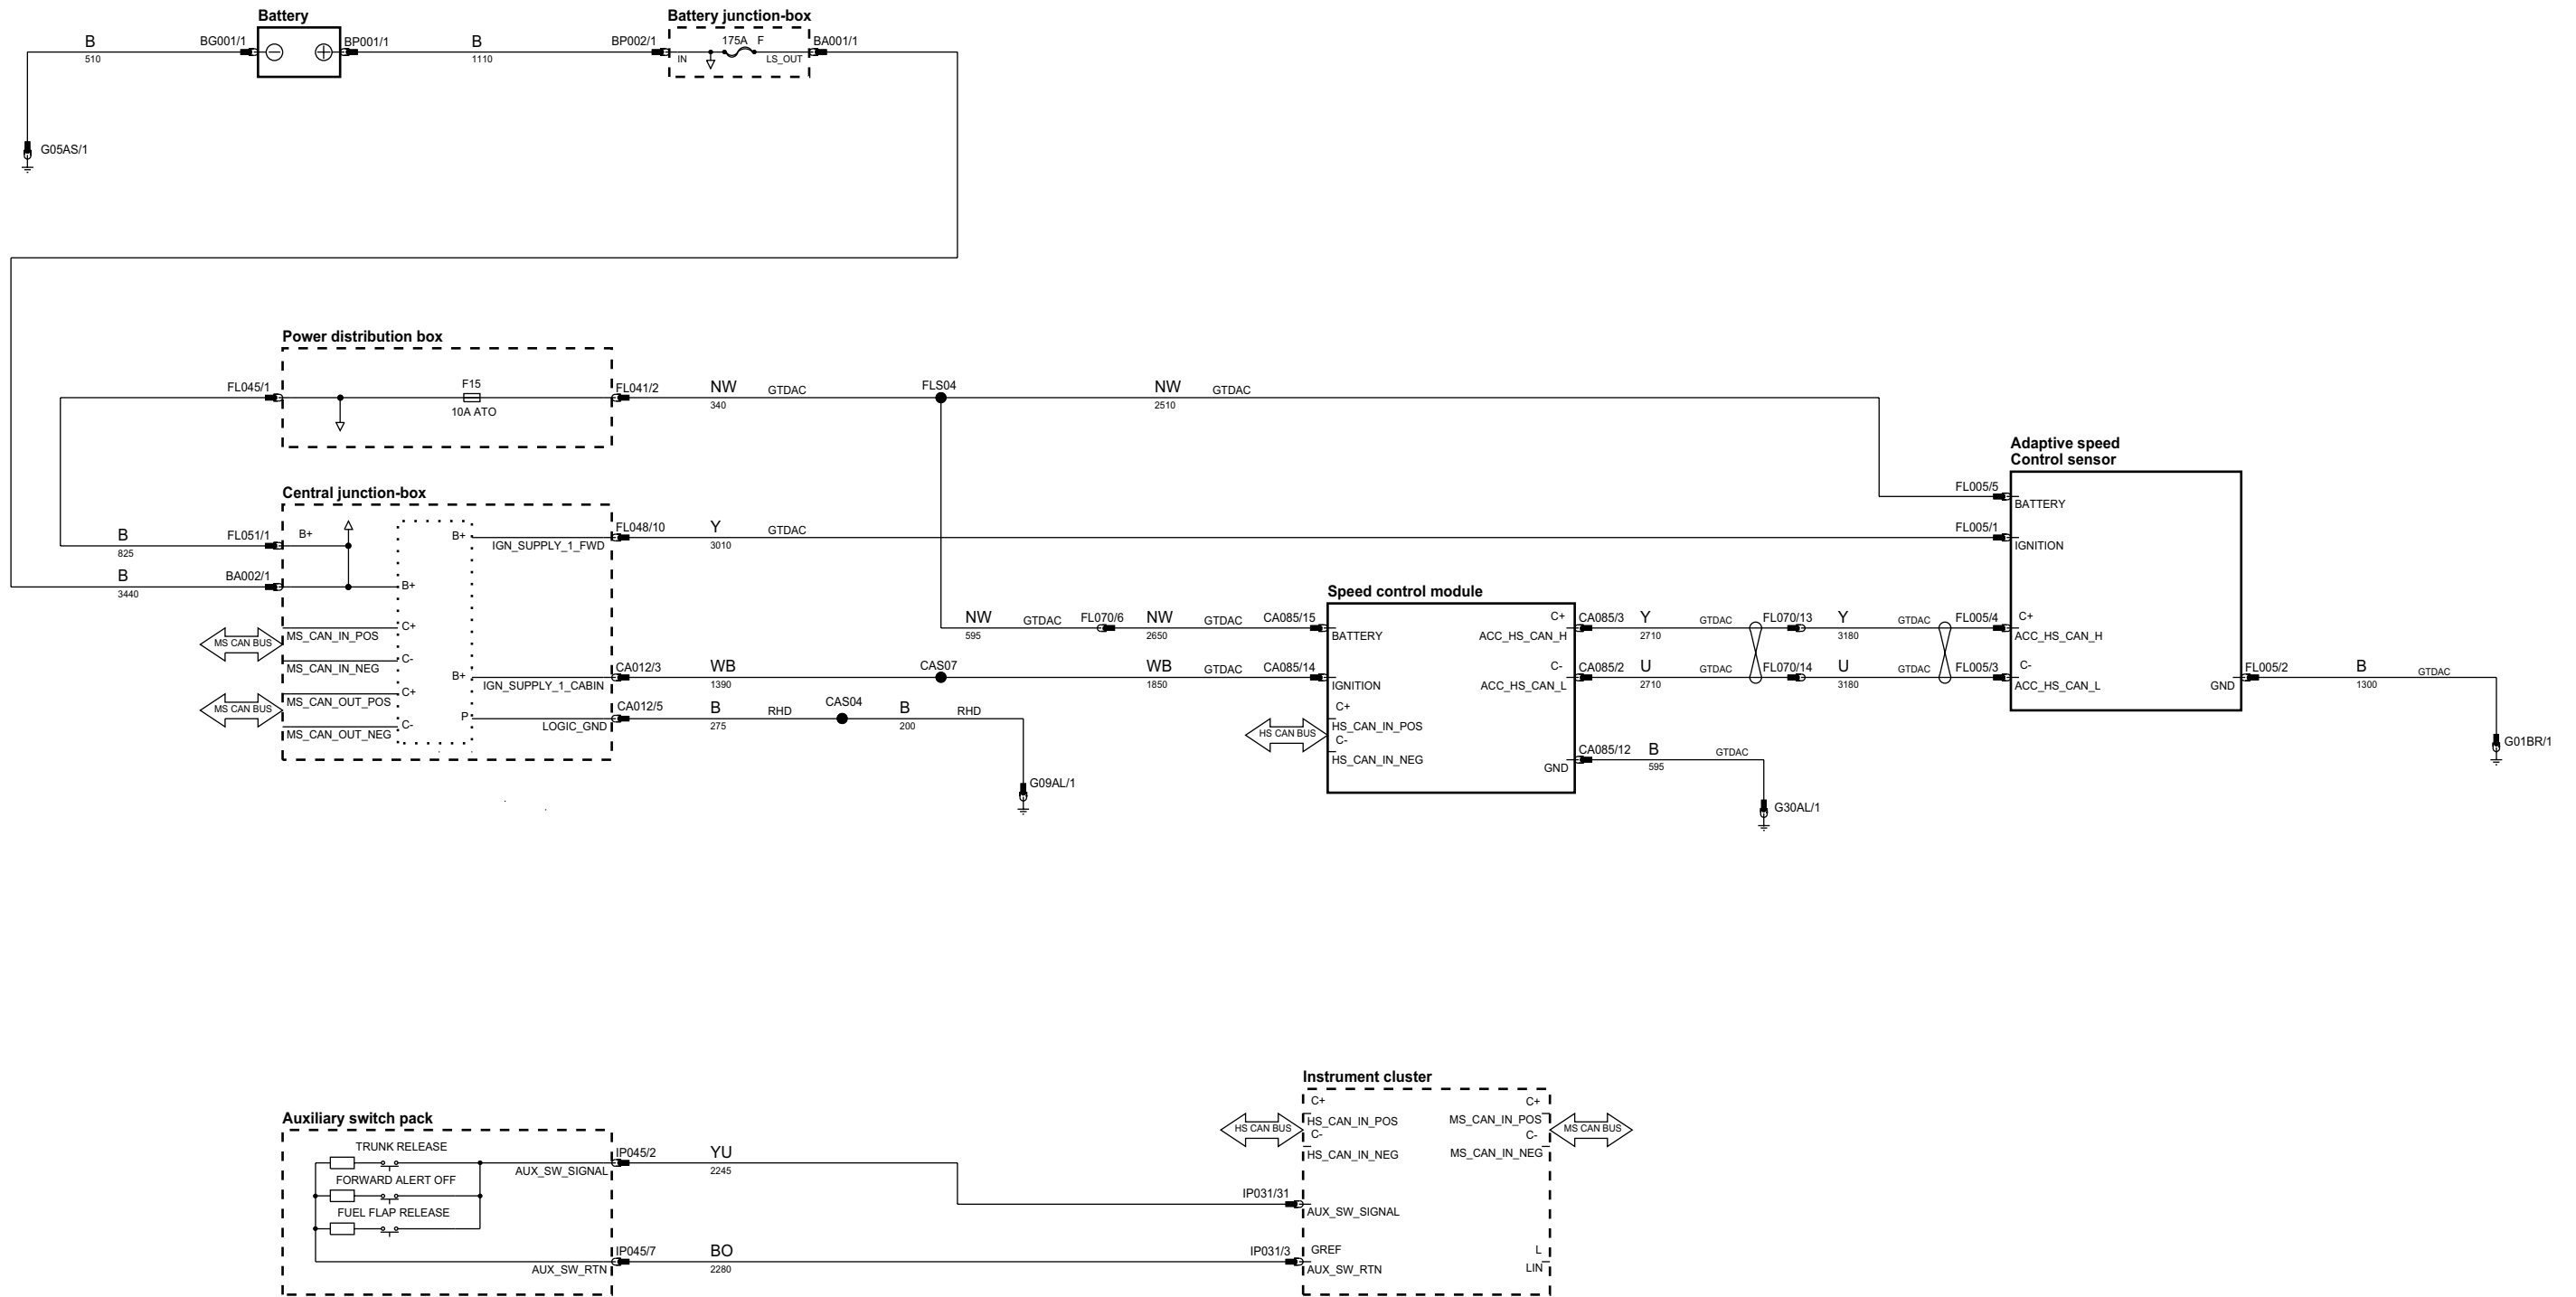 Battery
Battery junction-box
B
510
BG001/1
BP001/1
B
1110
BP002/1
175A F
IN
LS_OUT
BA001/1
G05AS/1
Power distribution box
FL045/1
F15
10A ATO
FL041/2
NW
340
GTDAC
FLS04
NW
2510
GTDAC
Adaptive speed
Control sensor
FL005/5
BATTERY
FL005/1
IGNITION
Central junction-box
B
825
FL051/1
B+
B+
IGN_SUPPLY_1_FWD
FL048/10
Y
3010
GTDAC
B
3440
BA002/1
B+
MS CAN BUS
C+
MS_CAN_IN_POS
C-
MS_CAN_IN_NEG
MS CAN BUS
C+
MS_CAN_OUT_POS
C-
MS_CAN_OUT_NEG
B+
IGN_SUPPLY_1_CABIN
P
LOGIC_GND
CA012/3
WB
1390
CAS07
WB
1850
GTDAC
CA085/14
CA012/5
B
275
RHD
CAS04
B
200
RHD
G09AL/1
NW
595
GTDAC
FL070/6
NW
2650
GTDAC
CA085/15
Speed control module
BATTERY
IGNITION
C+
HS_CAN_IN_POS
C-
HS_CAN_IN_NEG
HS CAN BUS
C+
ACC_HS_CAN_H
C-
ACC_HS_CAN_L
GND
CA085/3
Y
2710
GTDAC
FL070/13
Y
3180
GTDAC
FL005/4
C+
ACC_HS_CAN_H
CA085/2
U
2710
GTDAC
FL070/14
U
3180
GTDAC
FL005/3
C-
ACC_HS_CAN_L
GND
FL005/2
B
1300
GTDAC
G01BR/1
CA085/12
B
595
GTDAC
G30AL/1
Auxiliary switch pack
TRUNK RELEASE
FORWARD ALERT OFF
FUEL FLAP RELEASE
AUX_SW_SIGNAL
IP045/2
YU
2245
AUX_SW_RTN
IP045/7
BO
2280
Instrument cluster
HS CAN BUS
C+
HS_CAN_IN_POS
C-
HS_CAN_IN_NEG
C+
MS_CAN_IN_POS
C-
MS_CAN_IN_NEG
MS CAN BUS
IP031/31
AUX_SW_SIGNAL
IP031/3
GREF
AUX_SW_RTN
L
LIN